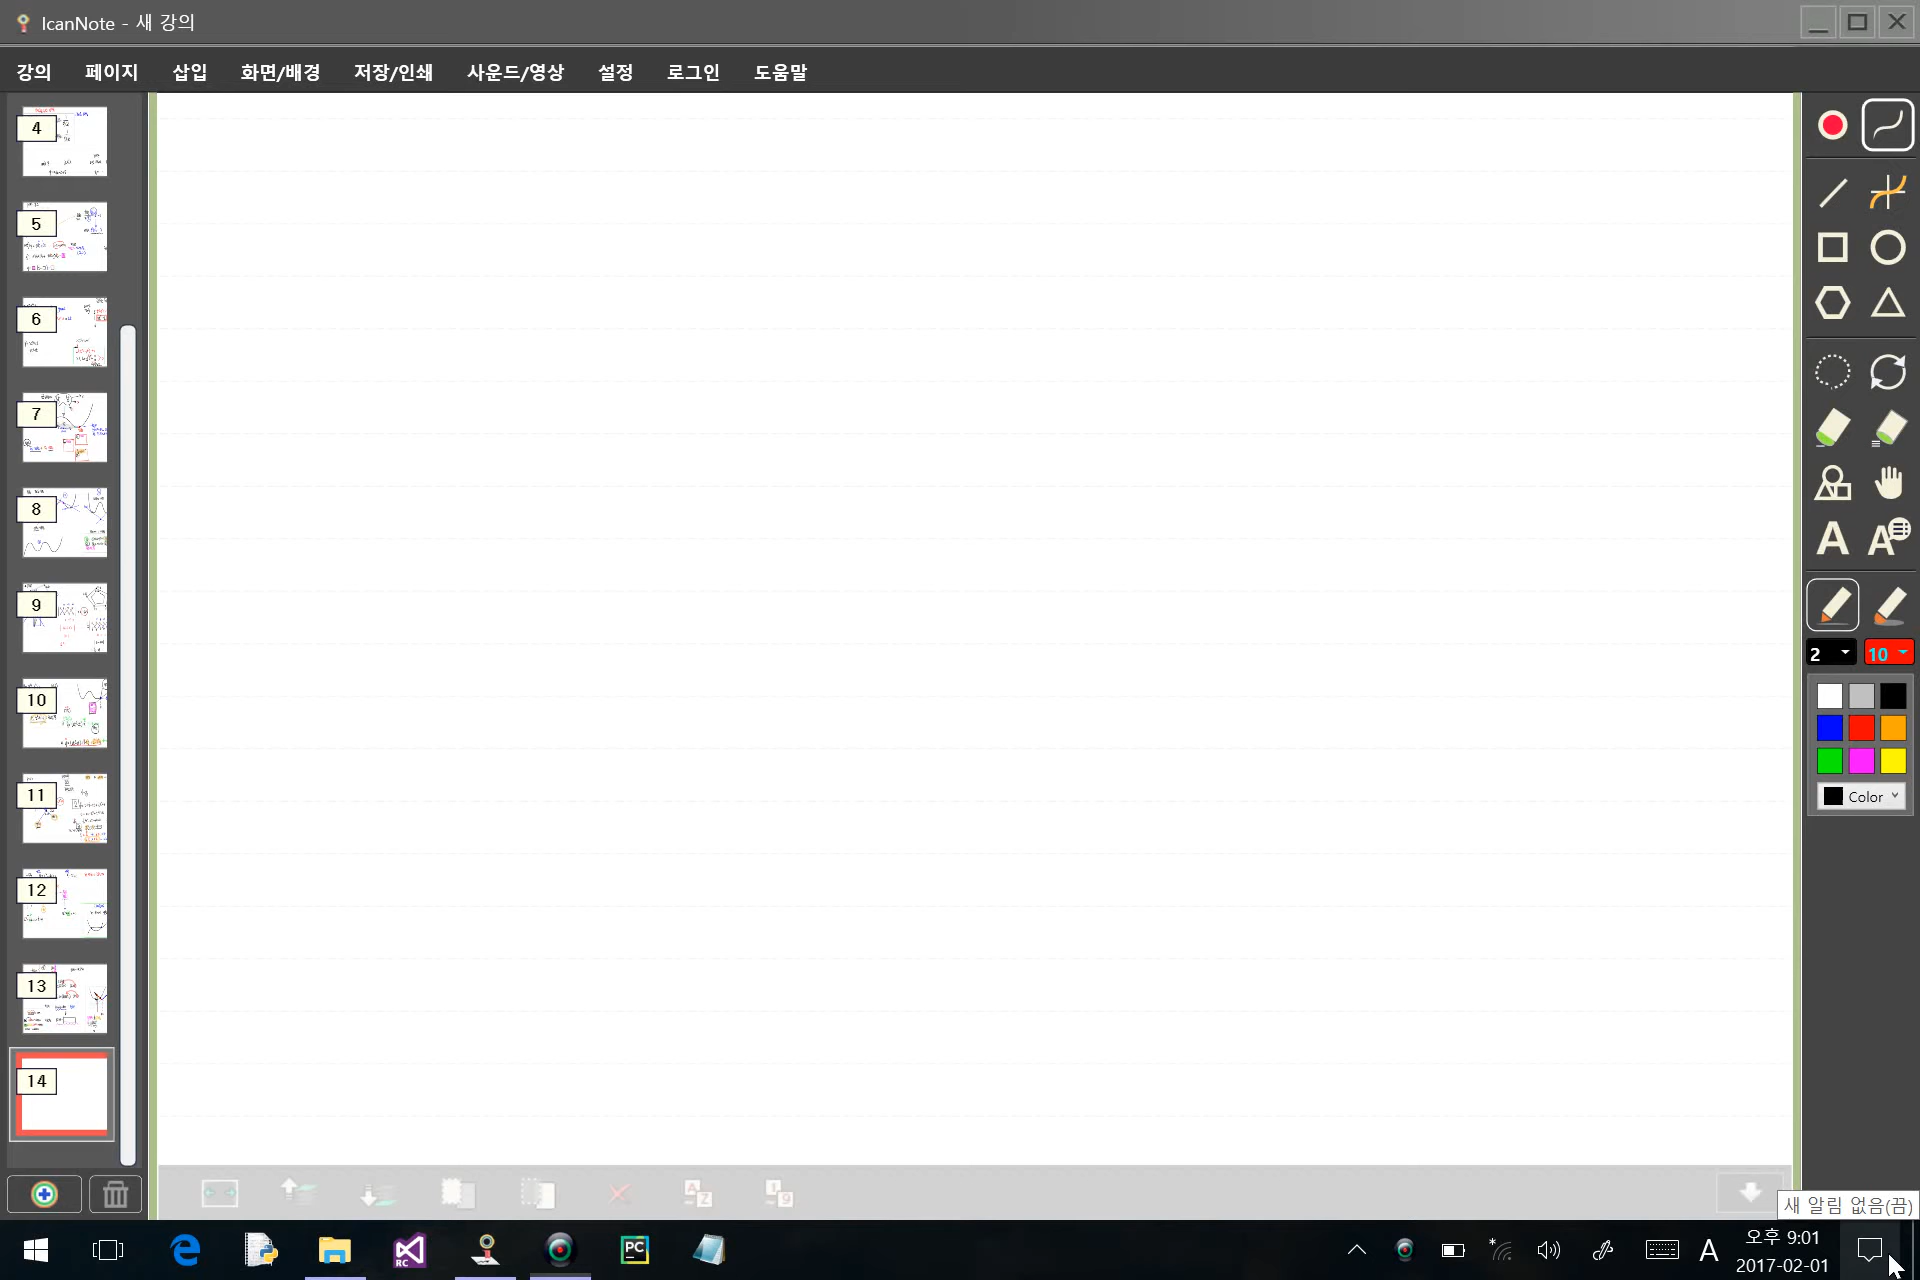 IcanNote - 새 강의
강의 페이지 삽입 화면/배경 저장/인쇄 사운드/영상 설정 로그인 도움말
4
5
6
7
8
9
10
11
12
13
14
A A
2 10
Color
새 알림 없음(끔)
PC
RC
A
오후 9:01
2017-02-01